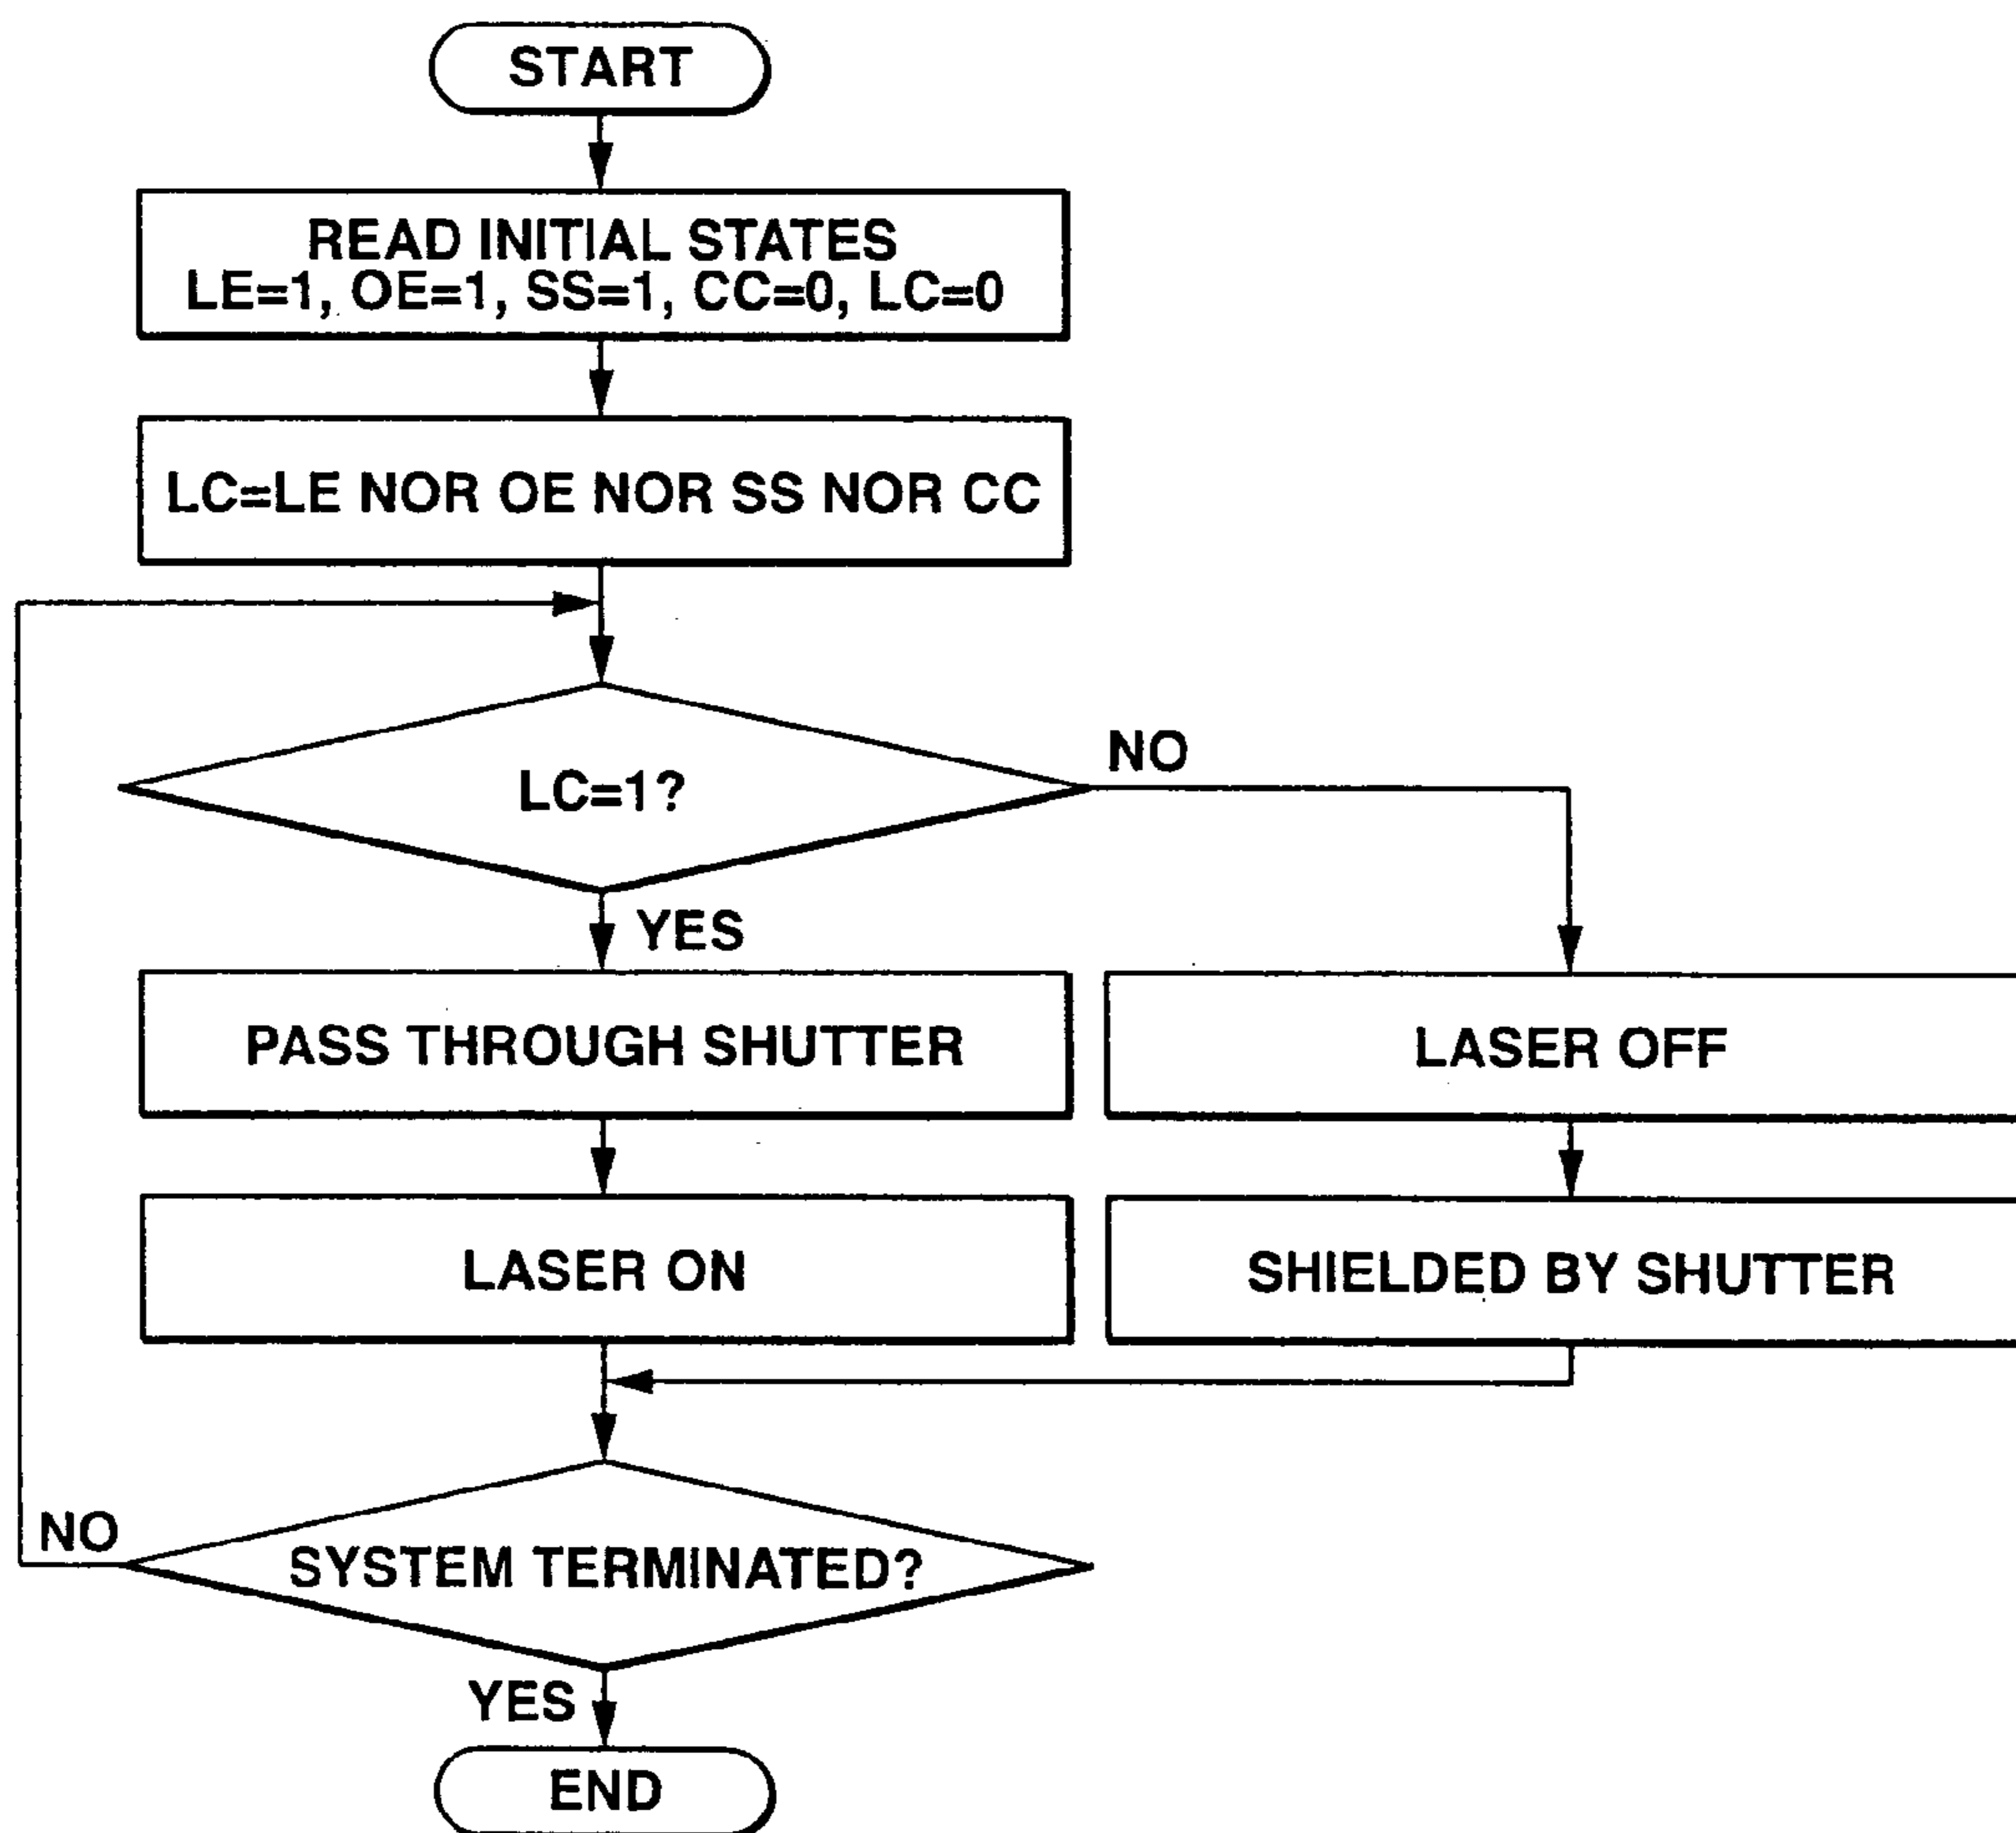 START
READ INITIAL STATES
LE=1, OE=1, SS=1, CC=0, LC=0
LC=LE NOR OE NOR SS NOR CC
LC=1?
NO
YES
PASS THROUGH SHUTTER
LASER OFF
LASER ON
SHIELDED BY SHUTTER
NO
SYSTEM TERMINATED?
YES
END